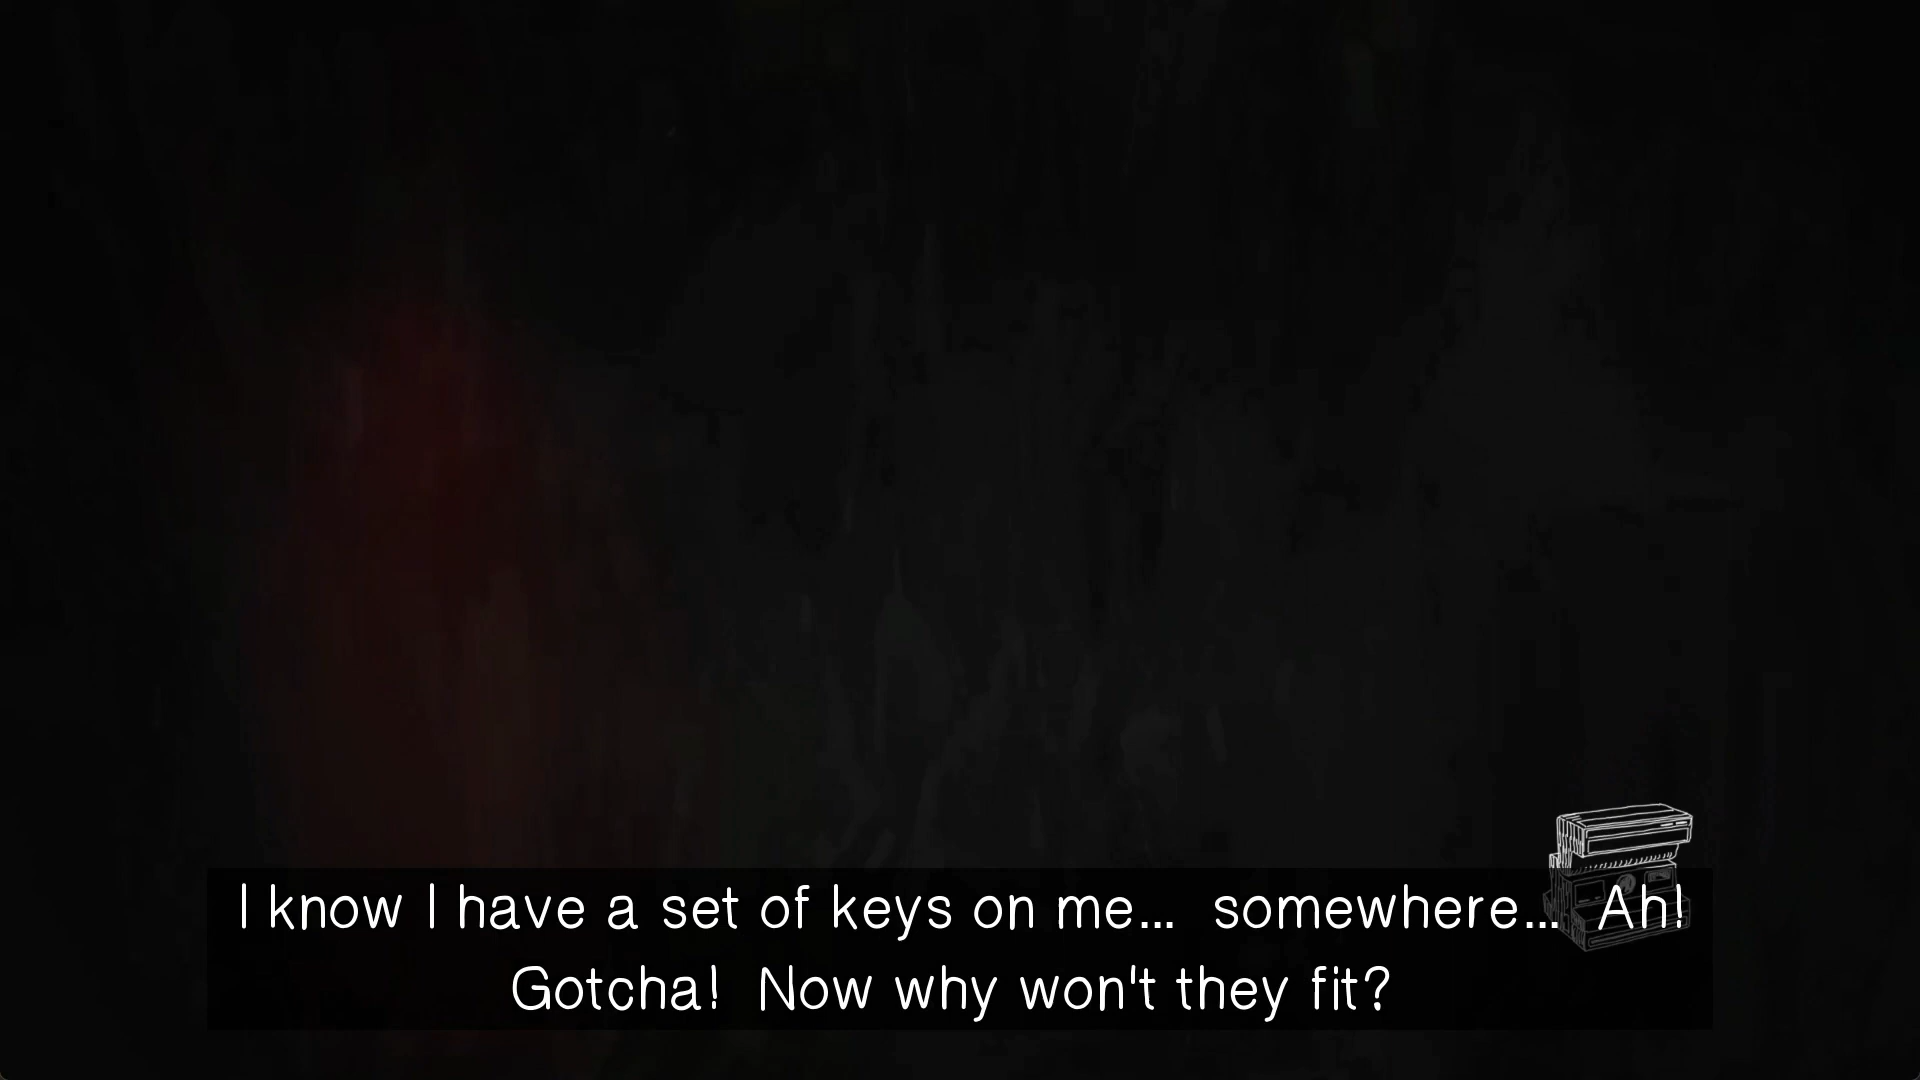 I know I have a set of keys on me...  somewhere...  Ah!
Gotcha!  Now why won't they fit?